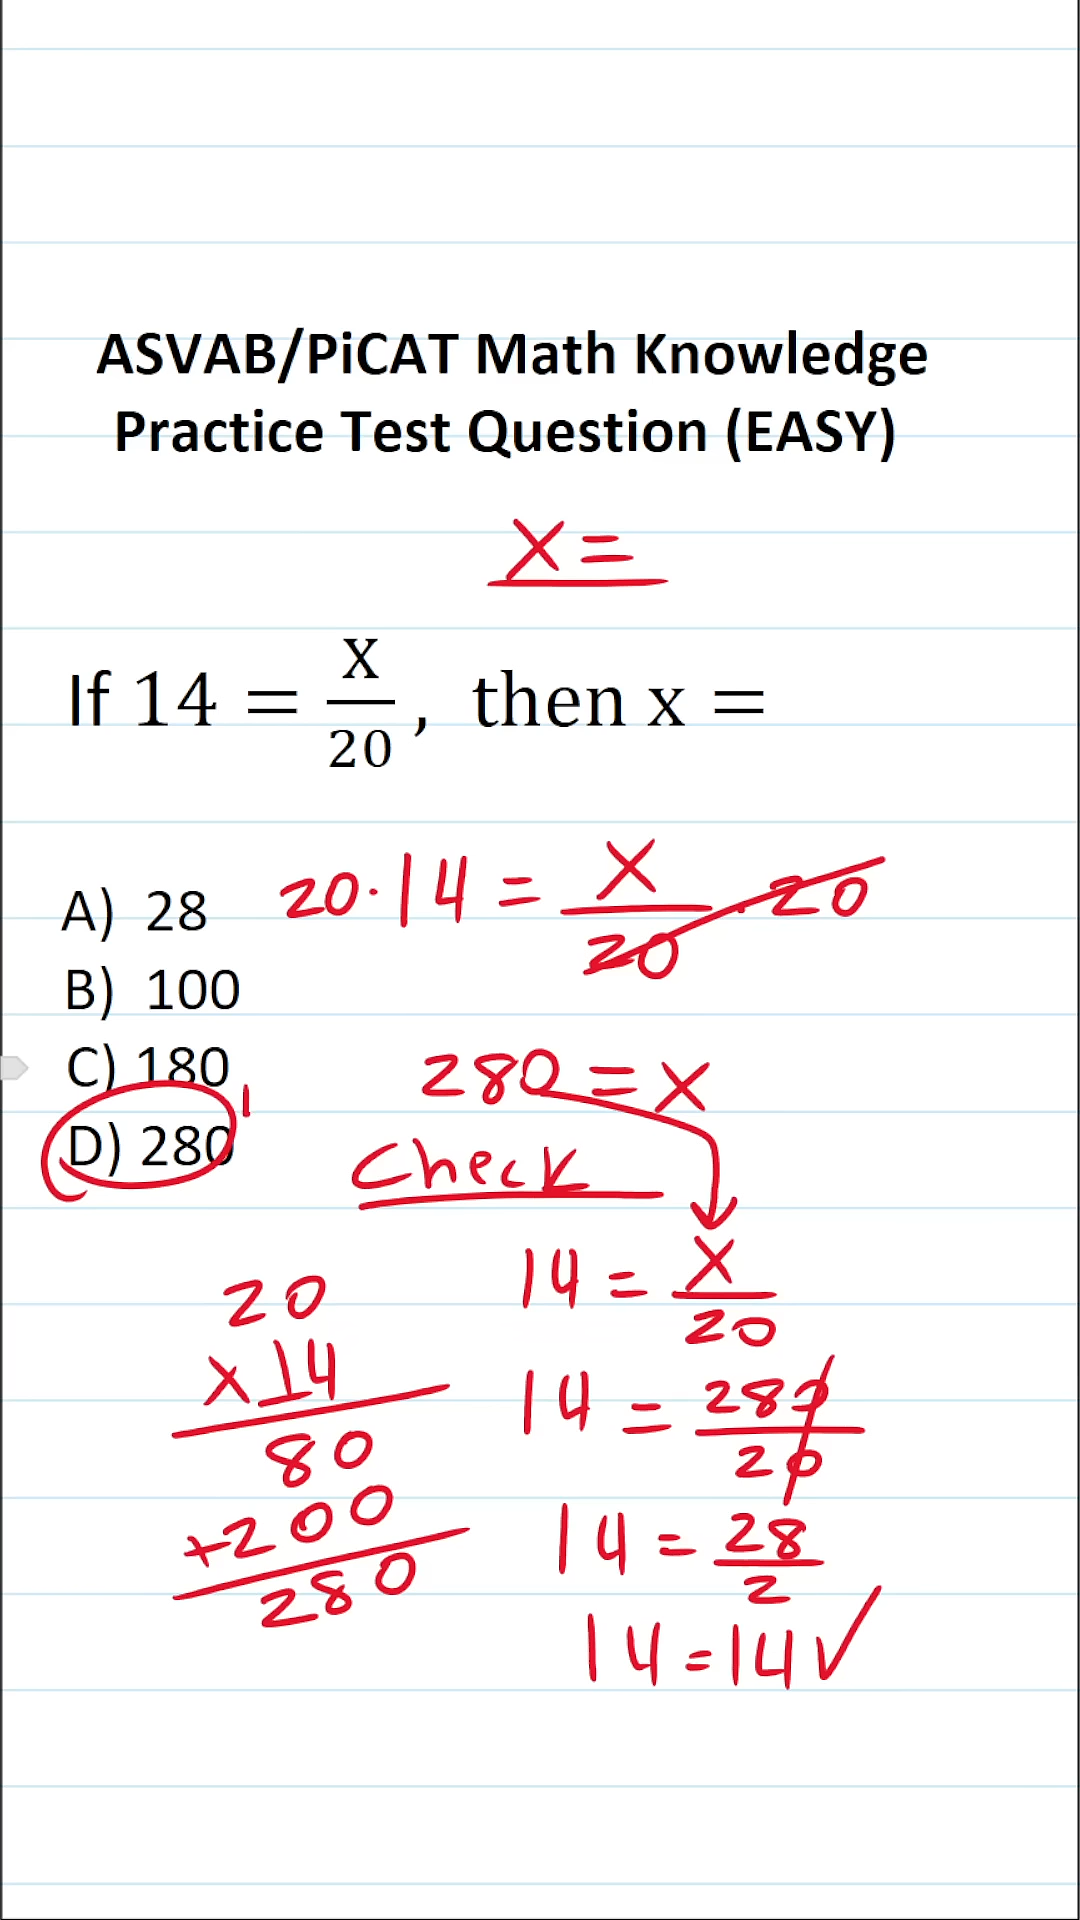 ASVAB/PiCAT Math Knowledge
Practice Test Question (EASY)
x=
If 14 = x/20, then x =
20·14 = x/20 · 20
A) 28
B) 100
C) 180
280 = x
D) 280
Check
14 = x/20
20
x 14
80
+200
280
14 = 280/20
14 = 28/2
14 = 14 ✓